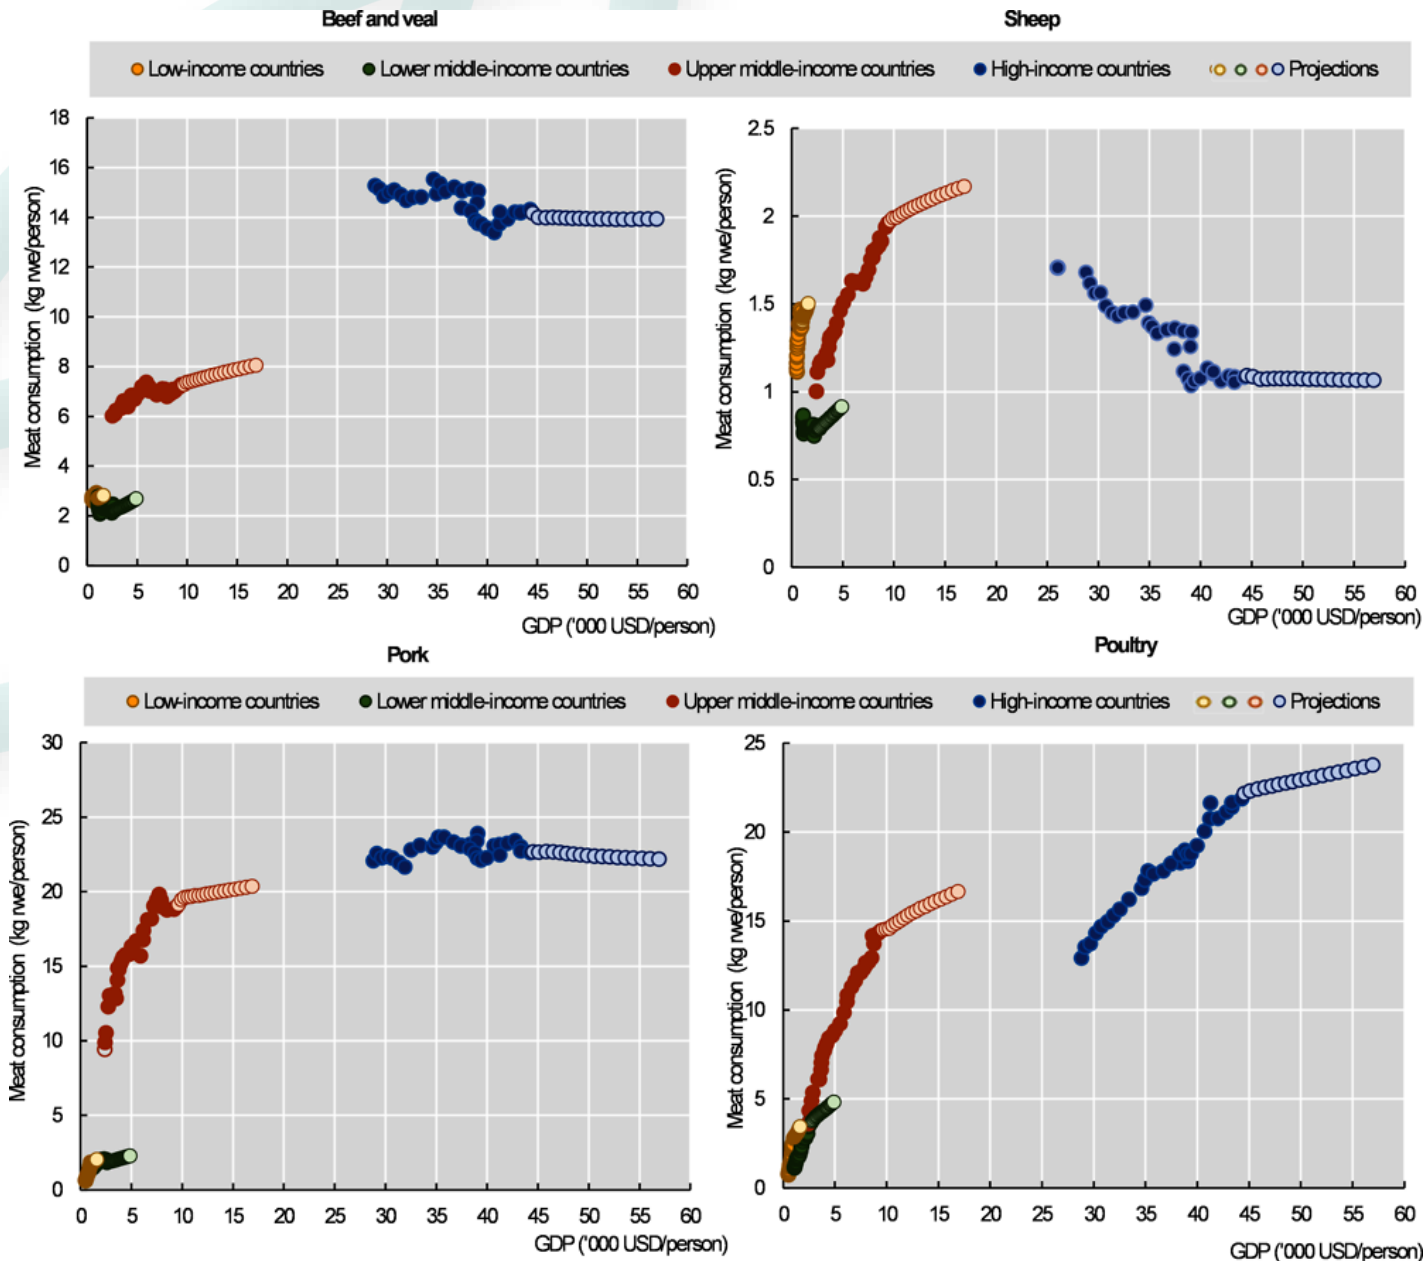 Beef and veal
Sheep
Low-income countries
Lower middle-income countries
Upper middle-income countries
High-income countries
Projections
Meat consumption (kg rwe/person)
18
16
14
12
10
8
6
4
2
0
0 5 10 15 20 25 30 35 40 45 50 55 60
GDP ('000 USD/person)
Meat consumption (kg rwe/person)
2.5
2
1.5
1
0.5
0
0 5 10 15 20 25 30 35 40 45 50 55 60
GDP ('000 USD/person)
Pork
Poultry
Low-income countries
Lower middle-income countries
Upper middle-income countries
High-income countries
Projections
Meat consumption (kg rwe/person)
30
25
20
15
10
5
0
0 5 10 15 20 25 30 35 40 45 50 55 60
GDP ('000 USD/person)
Meat consumption (kg rwe/person)
25
20
15
10
5
0
0 5 10 15 20 25 30 35 40 45 50 55 60
GDP ('000 USD/person)